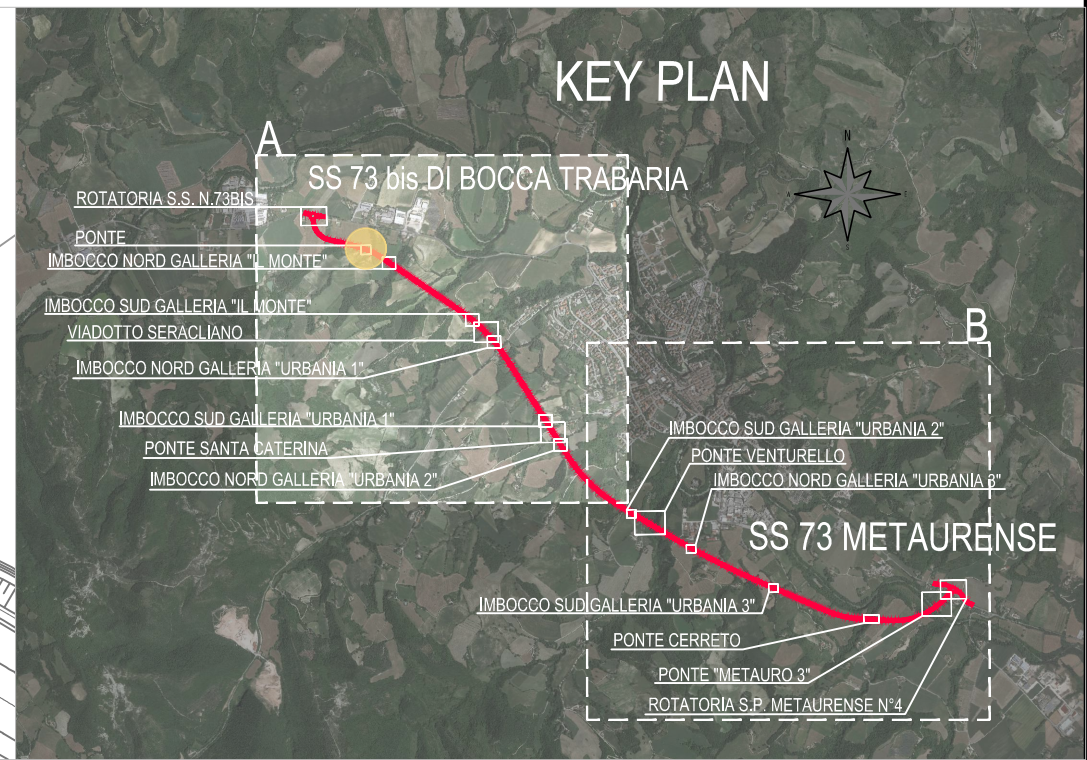 KEY PLAN
N
A
SS 73 bis DI BOCCA TRABARIA
ROTATORIA S.S. N.73BIS
PONTE
IMBOCCO NORD GALLERIA "IL MONTE"
IMBOCCO SUD GALLERIA "IL MONTE"
VIADOTTO SERACLIANO
IMBOCCO NORD GALLERIA "URBANIA 1"
IMBOCCO SUD GALLERIA "URBANIA 1"
PONTE SANTA CATERINA
IMBOCCO NORD GALLERIA "URBANIA 2"
B
IMBOCCO SUD GALLERIA "URBANIA 2"
PONTE VENTURELLO
IMBOCCO NORD GALLERIA "URBANIA 3"
SS 73 METAURENSE
IMBOCCO SUD GALLERIA "URBANIA 3"
PONTE CERRETO
PONTE "METAURO 3"
ROTATORIA S.P. METAURENSE N°4